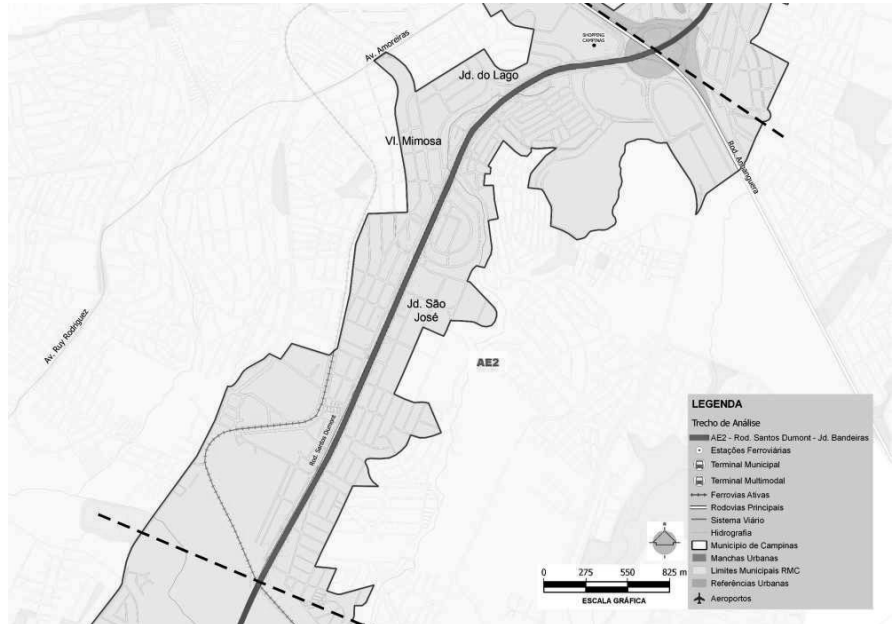 SHOPPING
CAMPINAS
Av. Amoreiras
Jd. do Lago
Vl. Mimosa
Rod. Anhanguera
Jd. São
José
Av. Ruy Rodriguez
AE2
Rod. Santos Dumont
LEGENDA
Trecho de Análise
AE2 - Rod. Santos Dumont - Jd. Bandeiras
Estações Ferroviárias
Terminal Municipal
Terminal Multimodal
Ferrovias Ativas
Rodovias Principais
Sistema Viário
Hidrografia
Município de Campinas
Manchas Urbanas
Limites Municipais RMC
Referências Urbanas
Aeroportos
0 275 550 825 m
ESCALA GRÁFICA